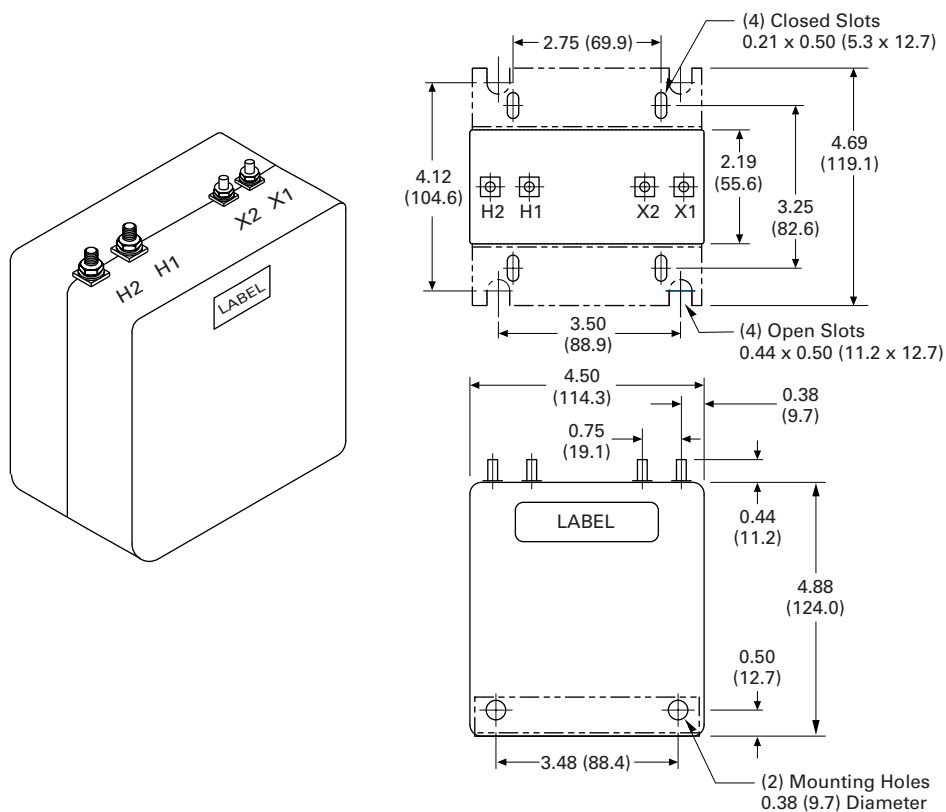 H2
H1
X2
X1
LABEL
2.75 (69.9)
(4) Closed Slots
0.21 x 0.50 (5.3 x 12.7)
4.12
(104.6)
2.19
(55.6)
4.69
(119.1)
3.25
(82.6)
H2
H1
X2
X1
3.50
(88.9)
(4) Open Slots
0.44 x 0.50 (11.2 x 12.7)
4.50
(114.3)
0.38
(9.7)
0.75
(19.1)
LABEL
0.44
(11.2)
4.88
(124.0)
0.50
(12.7)
3.48 (88.4)
(2) Mounting Holes
0.38 (9.7) Diameter